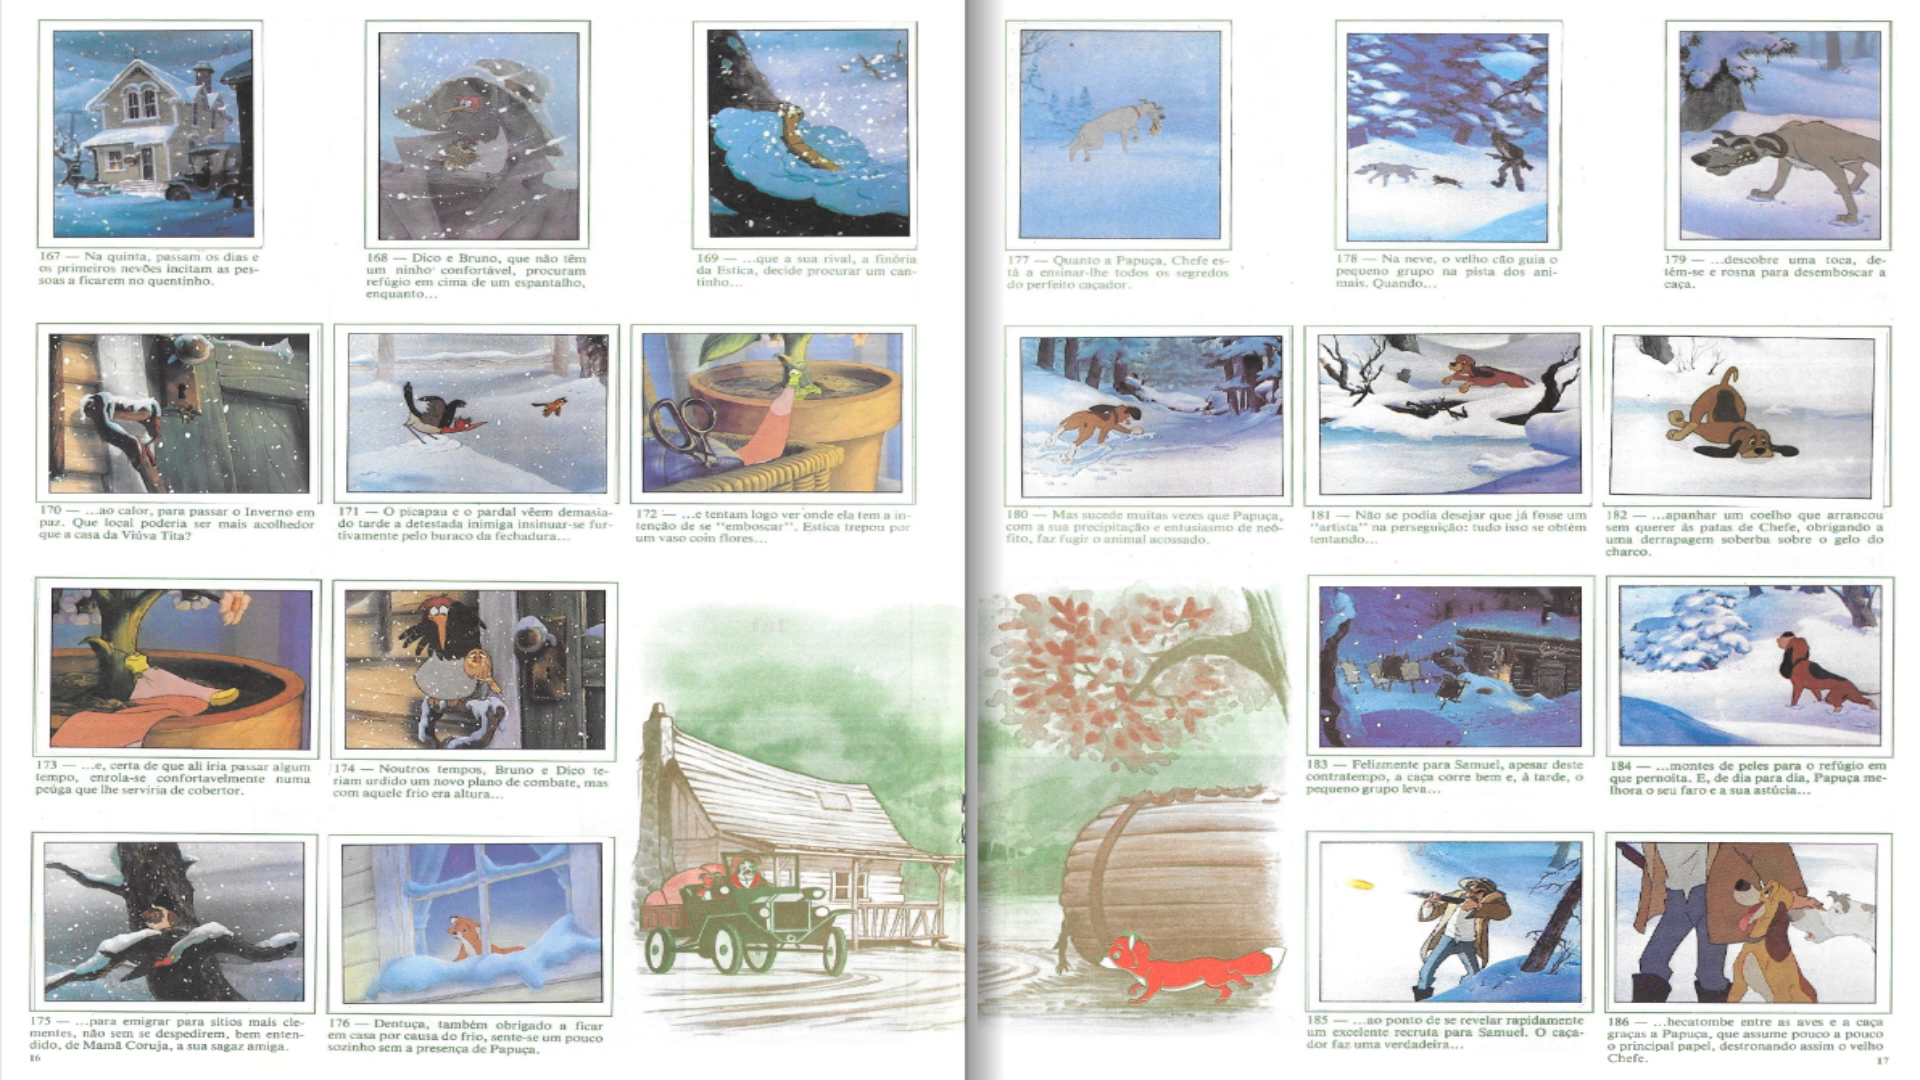 167 — Na quinta, passam os dias e
os primeiros nevões incitam as pes-
soas a ficarem no quentinho.
168 — Dico e Bruno, que não têm
um ninho confortável, procuram
refúgio em cima de um espantalho,
enquanto...
169 — ...que a sua rival, a finória
da Estica, decide procurar um can-
tinho...
170 — ...ao calor, para passar o Inverno em
paz. Que local poderia ser mais acolhedor
que a casa da Viúva Tita?
171 — O picapau e o pardal vêem demasia-
do tarde a detestada inimiga insinuar-se fur-
tivamente pelo buraco da fechadura...
172 — ...e tentam logo ver onde ela tem a in-
tenção de se "emboscar". Estica trepou por
um vaso com flores...
173 — ...e, certa de que ali iria passar algum
tempo, enrola-se confortavelmente numa
peúga que lhe serviria de cobertor.
174 — Noutros tempos, Bruno e Dico te-
riam urdido um novo plano de combate, mas
com aquele frio era altura...
175 — ...para emigrar para sítios mais cle-
mentes, não sem se despedirem, bem enten-
dido, de Mamã Coruja, a sua sagaz amiga.
176 — Dentuça, também obrigado a ficar
em casa por causa do frio, sente-se um pouco
sozinho sem a presença de Papuça.
16
177 — Quanto a Papuça, Chefe es-
tá a ensinar-lhe todos os segredos
do perfeito caçador.
178 — Na neve, o velho cão guia o
pequeno grupo na pista dos ani-
mais. Quando...
179 — ...descobre uma toca, de-
têm-se e rosna para desemboscar a
caça.
180 — Mas sucede muitas vezes que Papuça,
com a sua precipitação e entusiasmo de neó-
fito, faz fugir o animal acossado.
181 — Não se podia desejar que já fosse um
"artista" na perseguição: tudo isso se obtém
tentando...
182 — ...apanhar um coelho que arrancou
sem querer às patas de Chefe, obrigando a
uma derrapagem soberba sobre o gelo do
charco.
183 — Felizmente para Samuel, apesar deste
contratempo, a caça corre bem e, à tarde, o
pequeno grupo leva...
184 — ...montes de peles para o refúgio em
que pernoita. E, de dia para dia, Papuça me-
lhora o seu faro e a sua astúcia...
185 — ...ao ponto de se revelar rapidamente
um excelente recruta para Samuel. O caça-
dor faz uma verdadeira...
186 — ...hecatombe entre as aves e a caça
graças a Papuça, que assume pouco a pouco
o principal papel, destronando assim o velho
Chefe.
17